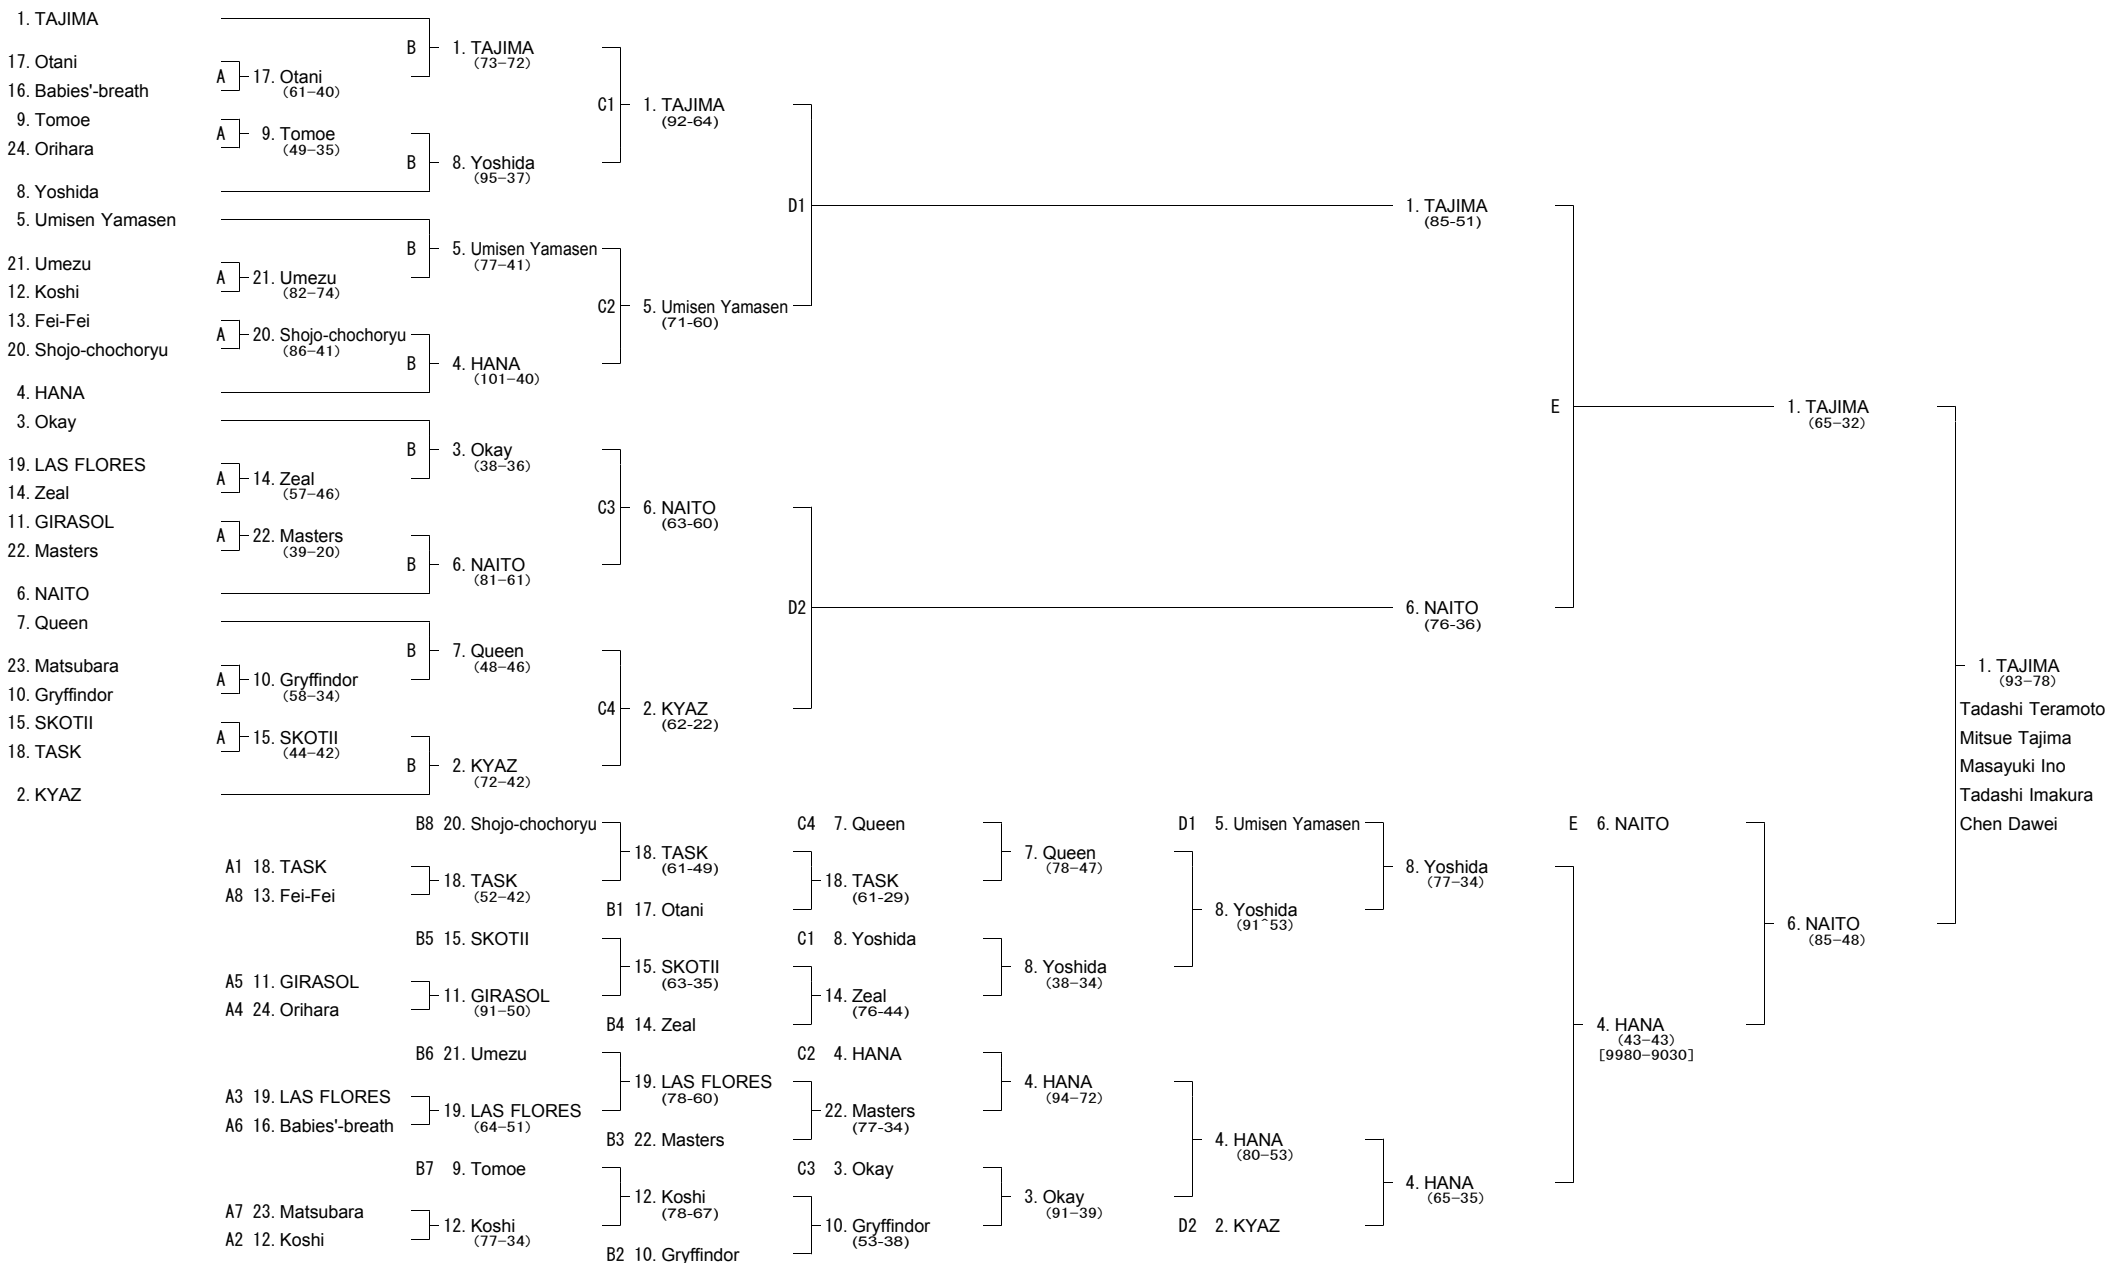 1. TAJIMA
17. Otani
16. Babies'-breath
9. Tomoe
24. Orihara
8. Yoshida
5. Umisen Yamasen
21. Umezu
12. Koshi
13. Fei-Fei
20. Shojo-chochoryu
4. HANA
3. Okay
19. LAS FLORES
14. Zeal
11. GIRASOL
22. Masters
6. NAITO
7. Queen
23. Matsubara
10. Gryffindor
15. SKOTII
18. TASK
2. KYAZ
A 17. Otani
(61-40)
A 9. Tomoe
(49-35)
A 21. Umezu
(82-74)
A 20. Shojo-chochoryu
(86-41)
A 14. Zeal
(57-46)
A 22. Masters
(39-20)
A 10. Gryffindor
(58-34)
A 15. SKOTII
(44-42)
B 1. TAJIMA
(73-72)
B 8. Yoshida
(95-37)
B 5. Umisen Yamasen
(77-41)
B 4. HANA
(101-40)
B 3. Okay
(38-36)
B 6. NAITO
(81-61)
B 7. Queen
(48-46)
B 2. KYAZ
(72-42)
C1 1. TAJIMA
(92-64)
C2 5. Umisen Yamasen
(71-60)
C3 6. NAITO
(63-60)
C4 2. KYAZ
(62-22)
D1 1. TAJIMA
(85-51)
D2 6. NAITO
(76-36)
E 1. TAJIMA
(65-32)
1. TAJIMA
(93-78)
Tadashi Teramoto
Mitsue Tajima
Masayuki Ino
Tadashi Imakura
Chen Dawei
A1 18. TASK
A8 13. Fei-Fei
A5 11. GIRASOL
A4 24. Orihara
A3 19. LAS FLORES
A6 16. Babies'-breath
A7 23. Matsubara
A2 12. Koshi
B8 20. Shojo-chochoryu
18. TASK
(52-42)
B5 15. SKOTII
11. GIRASOL
(91-50)
B6 21. Umezu
19. LAS FLORES
(64-51)
B7 9. Tomoe
12. Koshi
(77-34)
18. TASK
(61-49)
B1 17. Otani
15. SKOTII
(63-35)
B4 14. Zeal
19. LAS FLORES
(78-60)
B3 22. Masters
12. Koshi
(78-67)
B2 10. Gryffindor
C4 7. Queen
18. TASK
(61-29)
C1 8. Yoshida
14. Zeal
(76-44)
C2 4. HANA
22. Masters
(77-34)
C3 3. Okay
10. Gryffindor
(53-38)
7. Queen
(78-47)
8. Yoshida
(38-34)
4. HANA
(94-72)
3. Okay
(91-39)
D1 5. Umisen Yamasen
8. Yoshida
(91^53)
4. HANA
(80-53)
D2 2. KYAZ
8. Yoshida
(77-34)
4. HANA
(65-35)
E 6. NAITO
4. HANA
(43-43)
[9980-9030]
6. NAITO
(85-48)